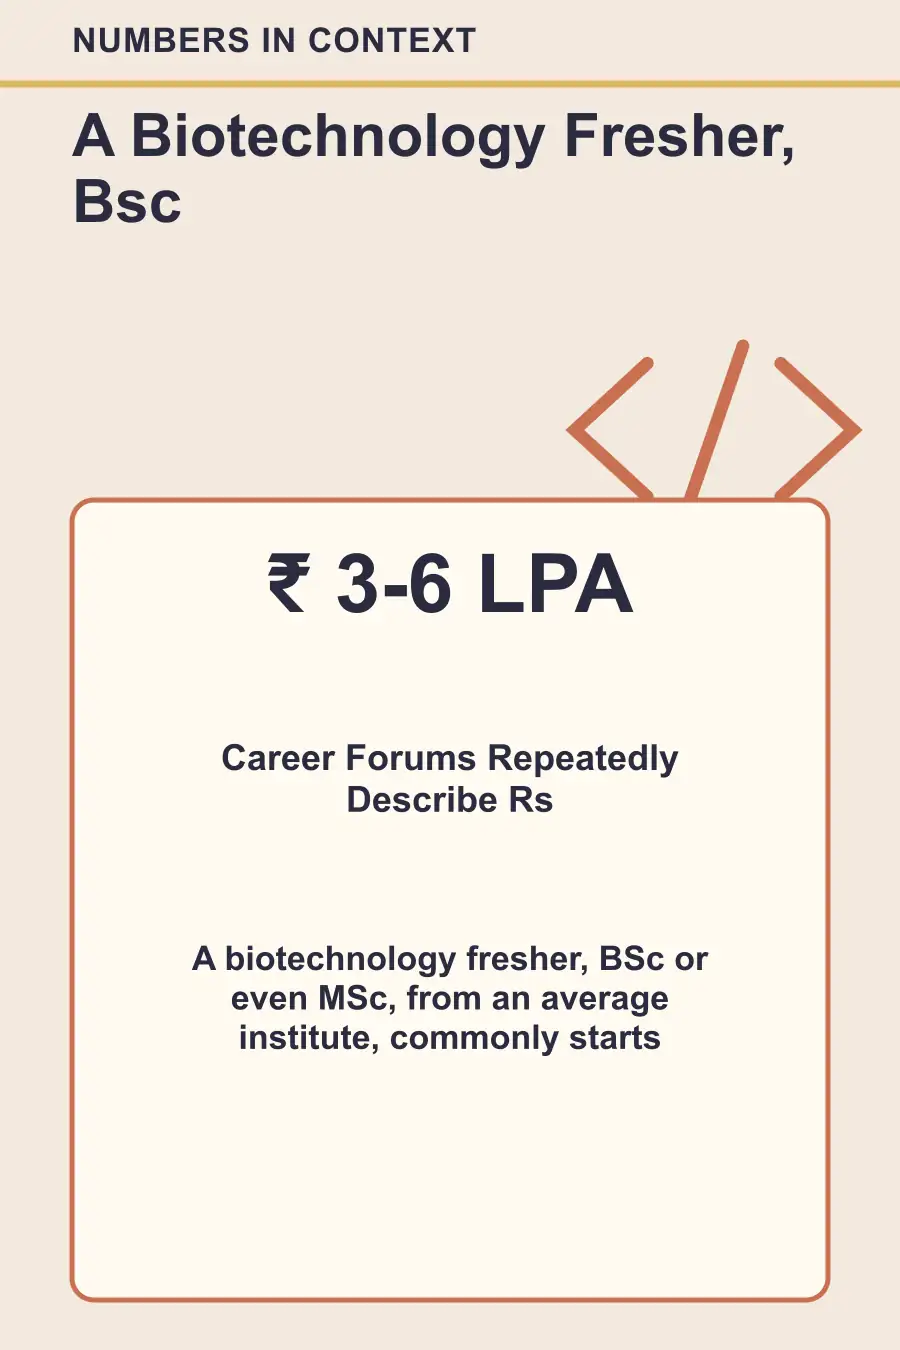 NUMBERS IN CONTEXT
A Biotechnology Fresher,
Bsc
₹ 3-6 LPA
Career Forums Repeatedly
Describe Rs
A biotechnology fresher, BSc or
even MSc, from an average
institute, commonly starts